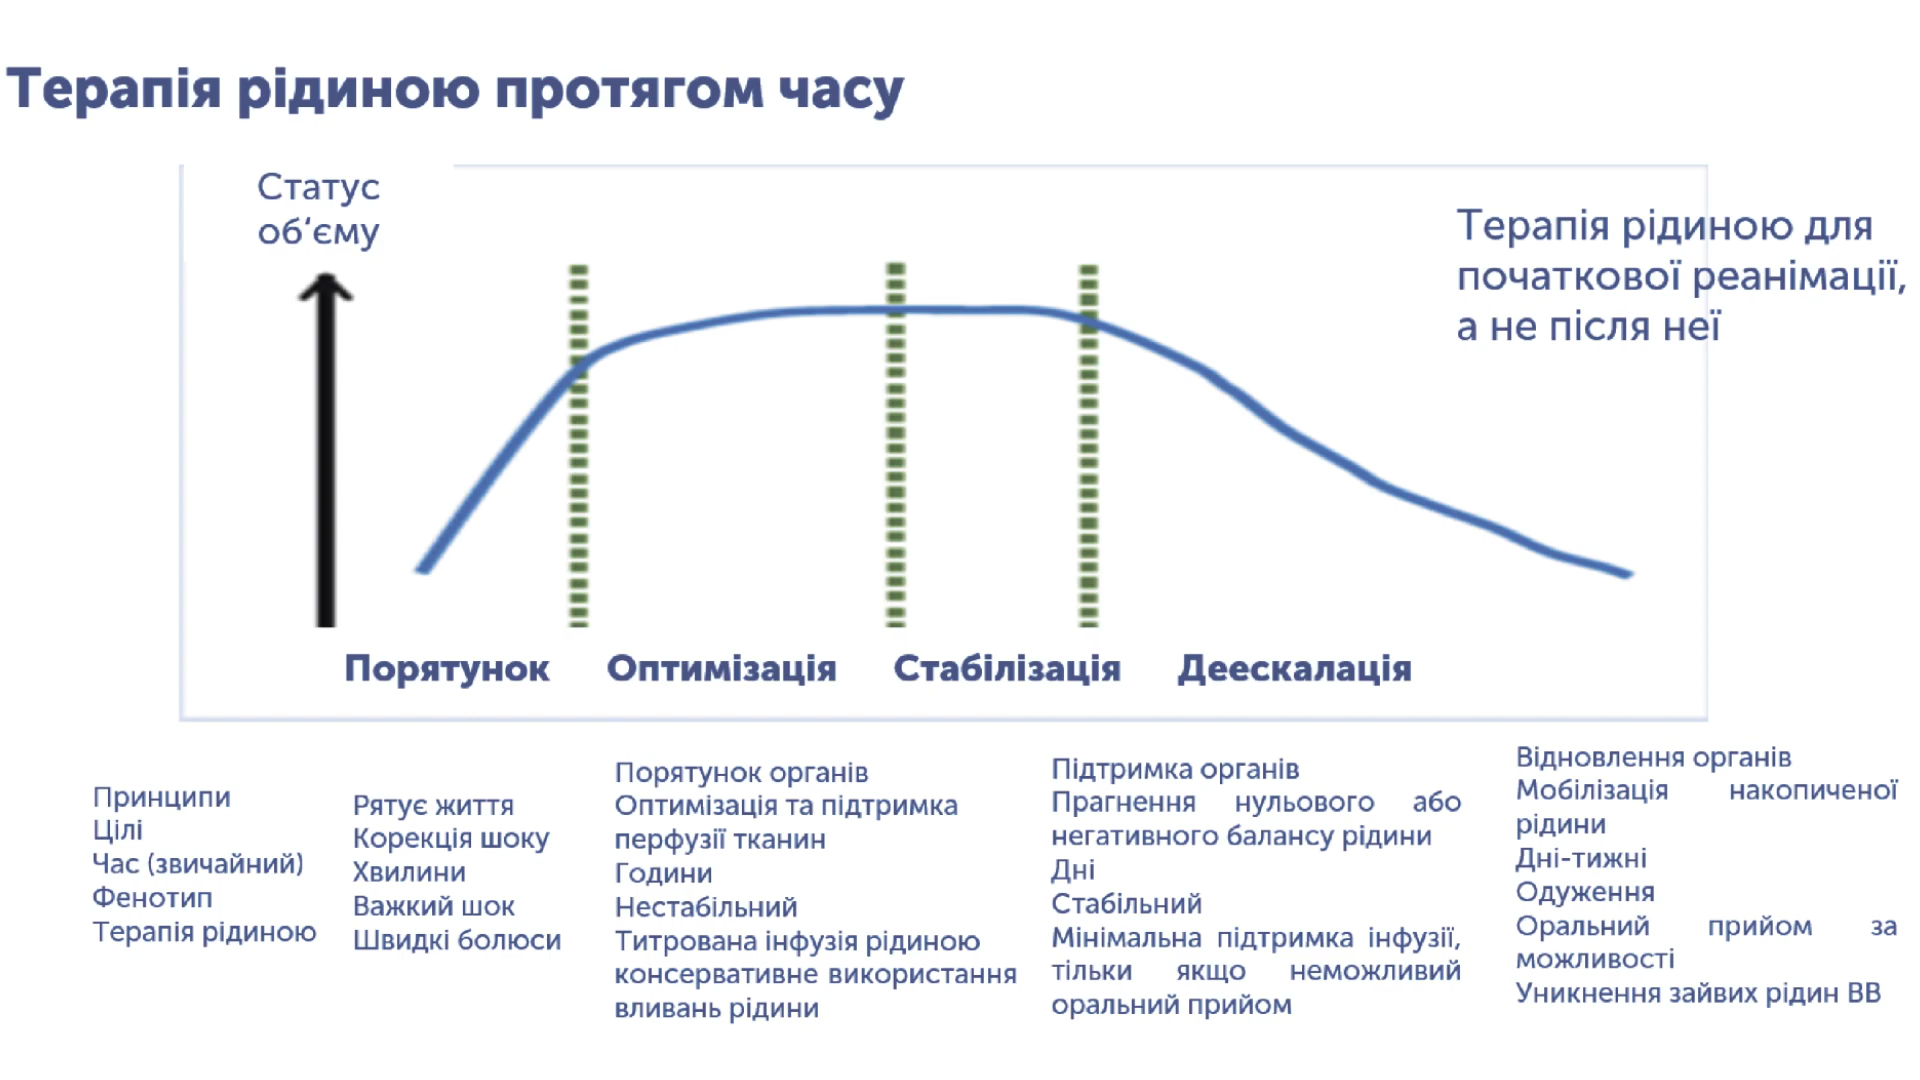 Терапія рідиною протягом часу
Статус
об‘єму
Терапія рідиною для
початкової реанімації,
а не після неї
Порятунок
Оптимізація
Стабілізація
Деескалація
Принципи
Цілі
Час (звичайний)
Фенотип
Терапія рідиною
Рятує життя
Корекція шоку
Хвилини
Важкий шок
Швидкі болюси
Порятунок органів
Оптимізація та підтримка
перфузії тканин
Години
Нестабільний
Титрована інфузія рідиною
консервативне використання
вливань рідини
Підтримка органів
Прагнення нульового або
негативного балансу рідини
Дні
Стабільний
Мінімальна підтримка інфузії,
тільки якщо неможливий
оральний прийом
Відновлення органів
Мобілізація накопиченої
рідини
Дні-тижні
Одуження
Оральний прийом за
можливості
Уникнення зайвих рідин ВВ